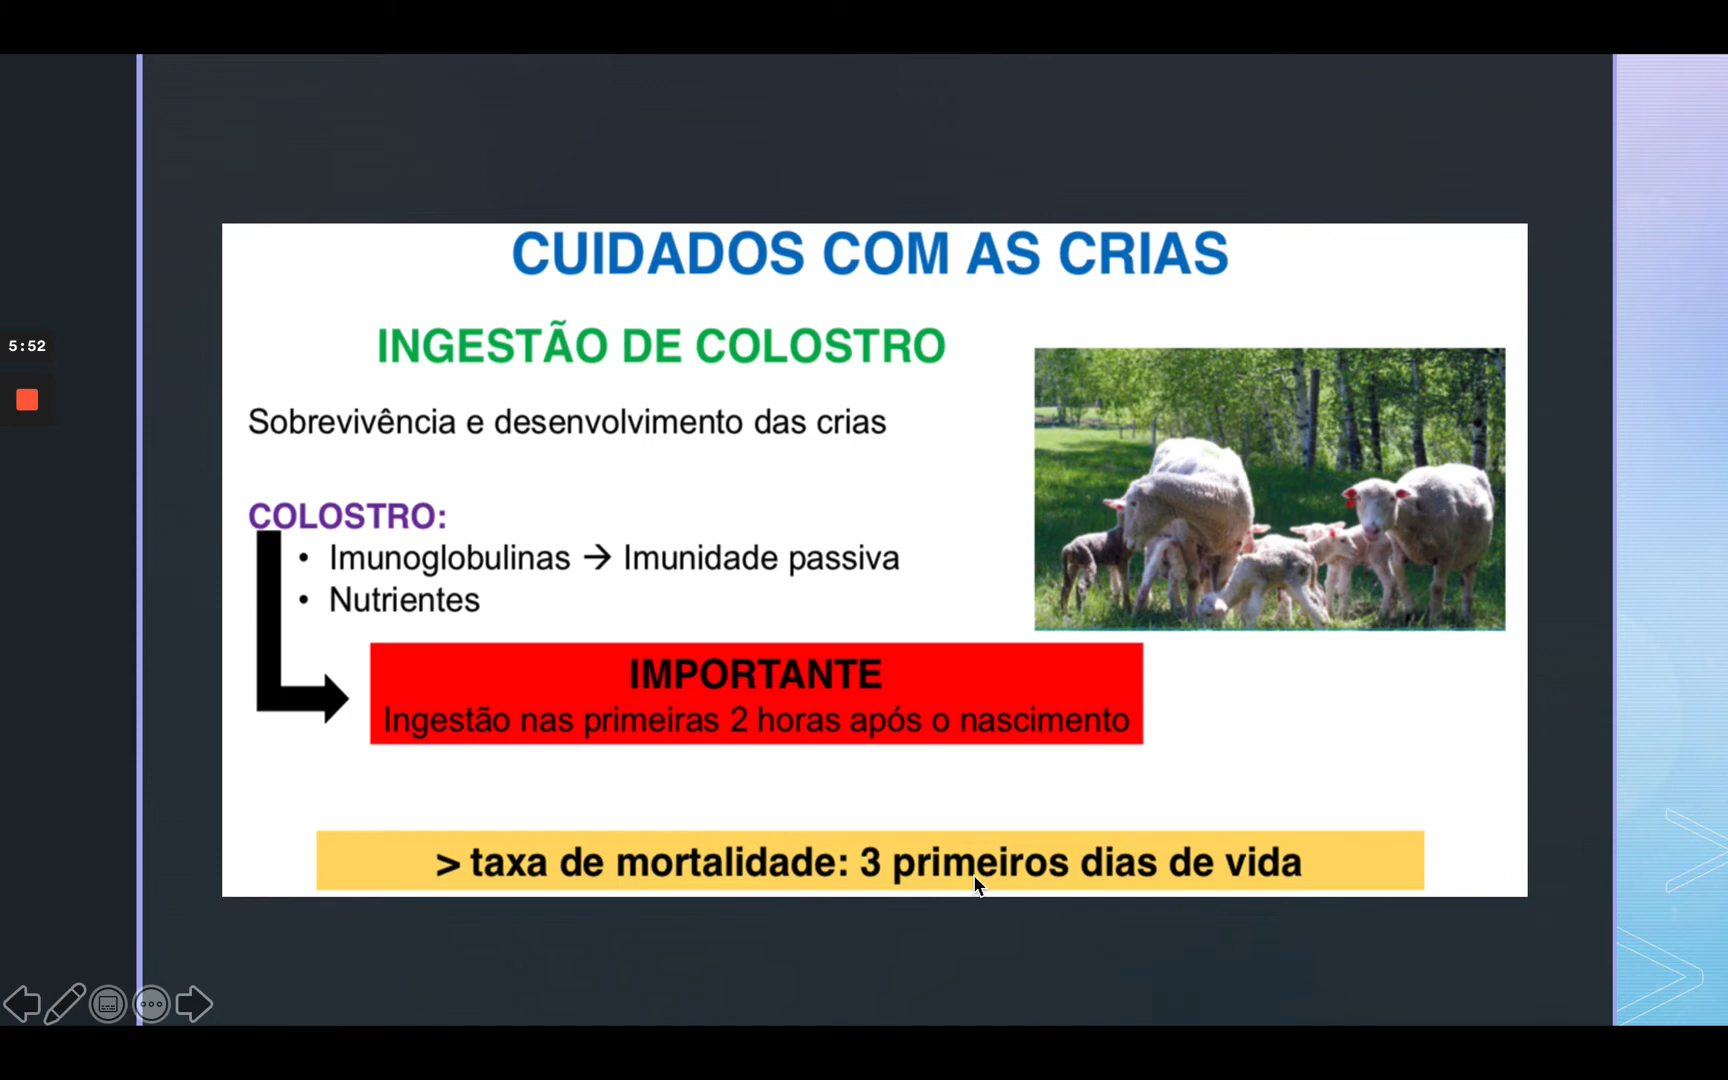 CUIDADOS COM AS CRIAS
INGESTÃO DE COLOSTRO
Sobrevivência e desenvolvimento das crias
COLOSTRO:
• Imunoglobulinas → Imunidade passiva
• Nutrientes
IMPORTANTE
Ingestão nas primeiras 2 horas após o nascimento
> taxa de mortalidade: 3 primeiros dias de vida
5:52